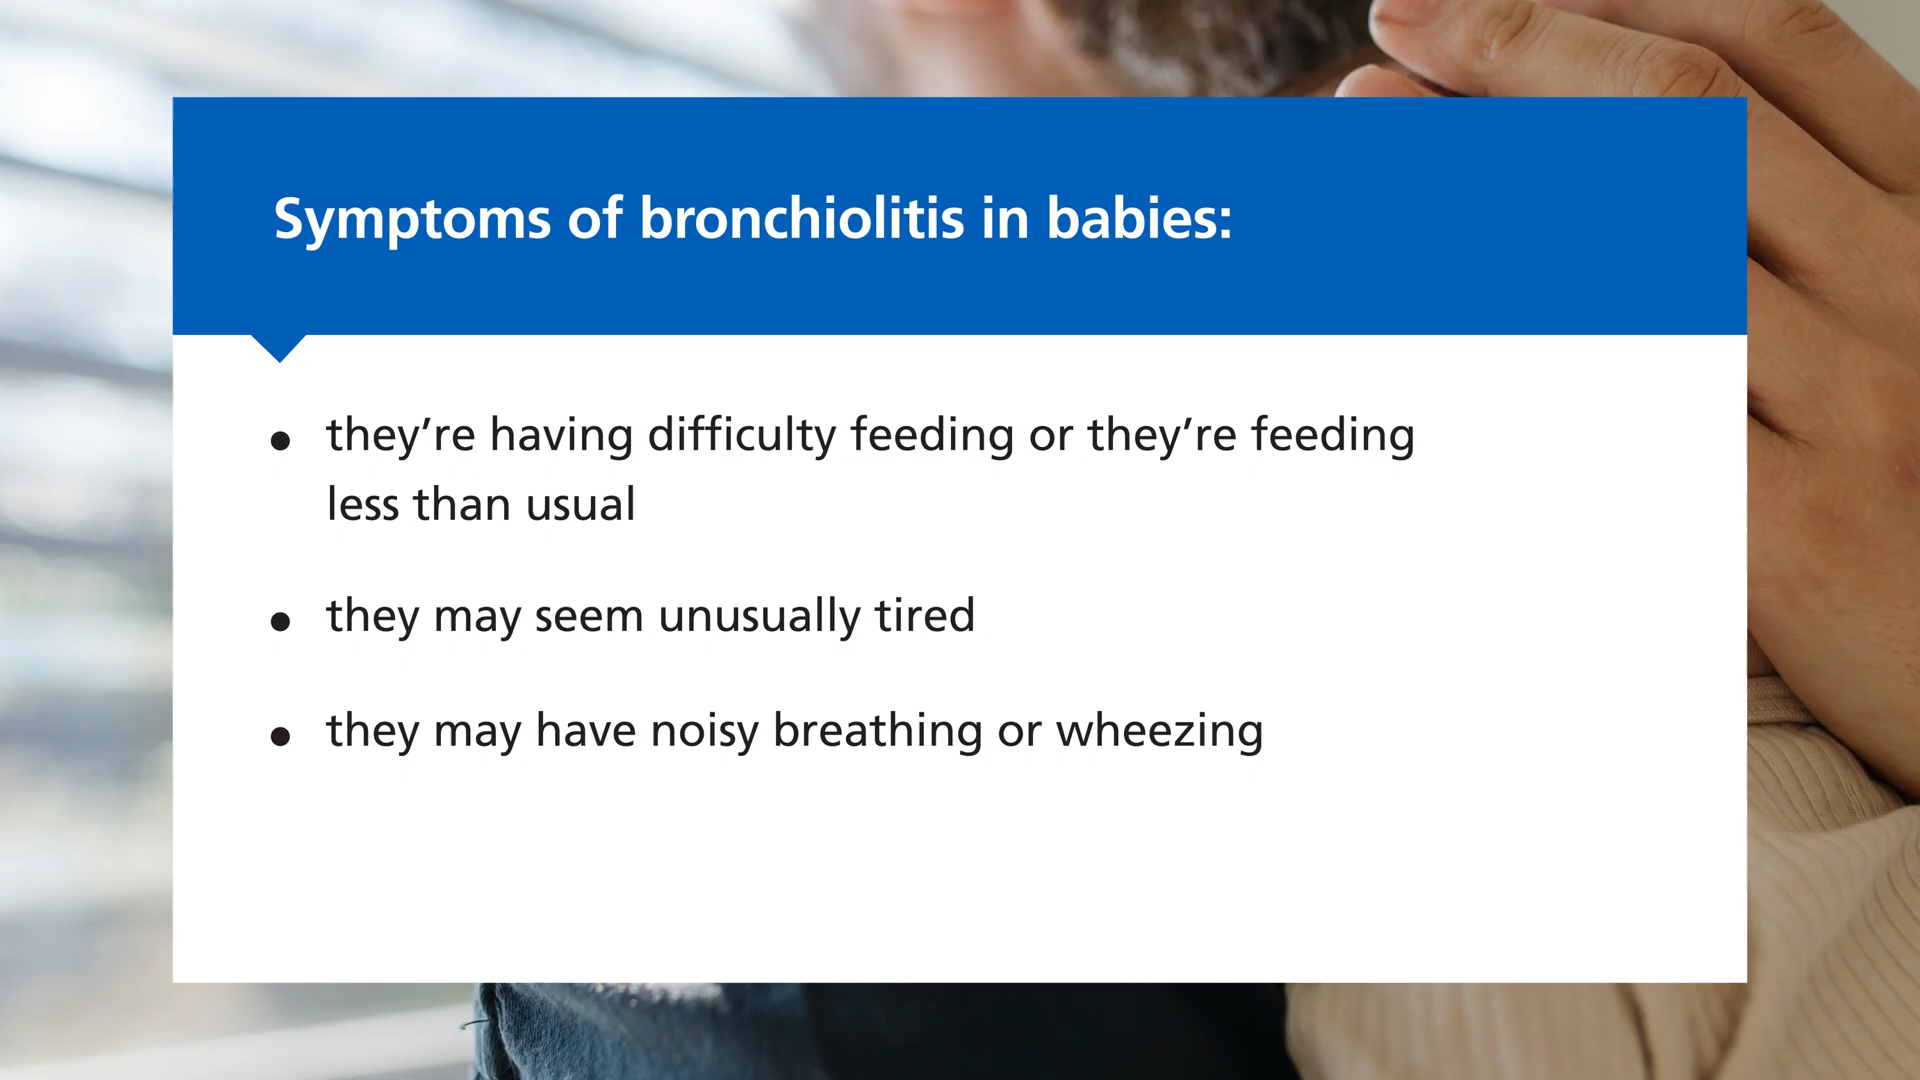 Symptoms of bronchiolitis in babies:
• they’re having difficulty feeding or they’re feeding
less than usual
• they may seem unusually tired
• they may have noisy breathing or wheezing